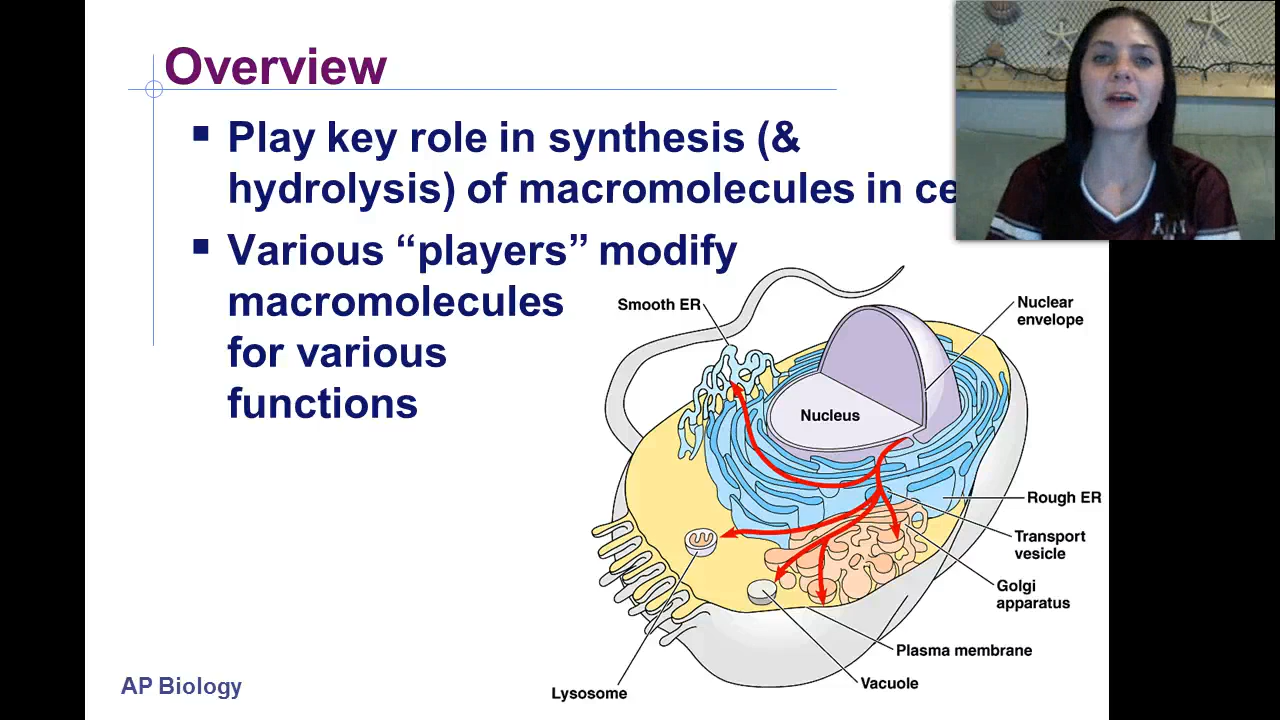 Overview
Play key role in synthesis (&
hydrolysis) of macromolecules in
Various “players” modify
macromolecules
for various
functions
Smooth ER
Nuclear
envelope
Nucleus
Rough ER
Transport
vesicle
Golgi
apparatus
Plasma membrane
Vacuole
Lysosome
AP Biology